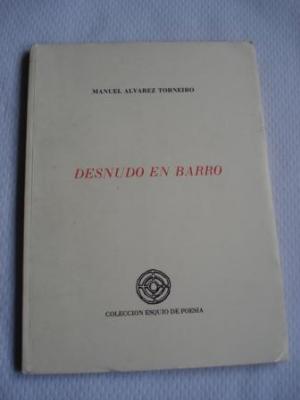 MANUEL ALVAREZ TORNEIRO
DESNUDO EN BARRO
COLECCION ESQUIO DE POESIA